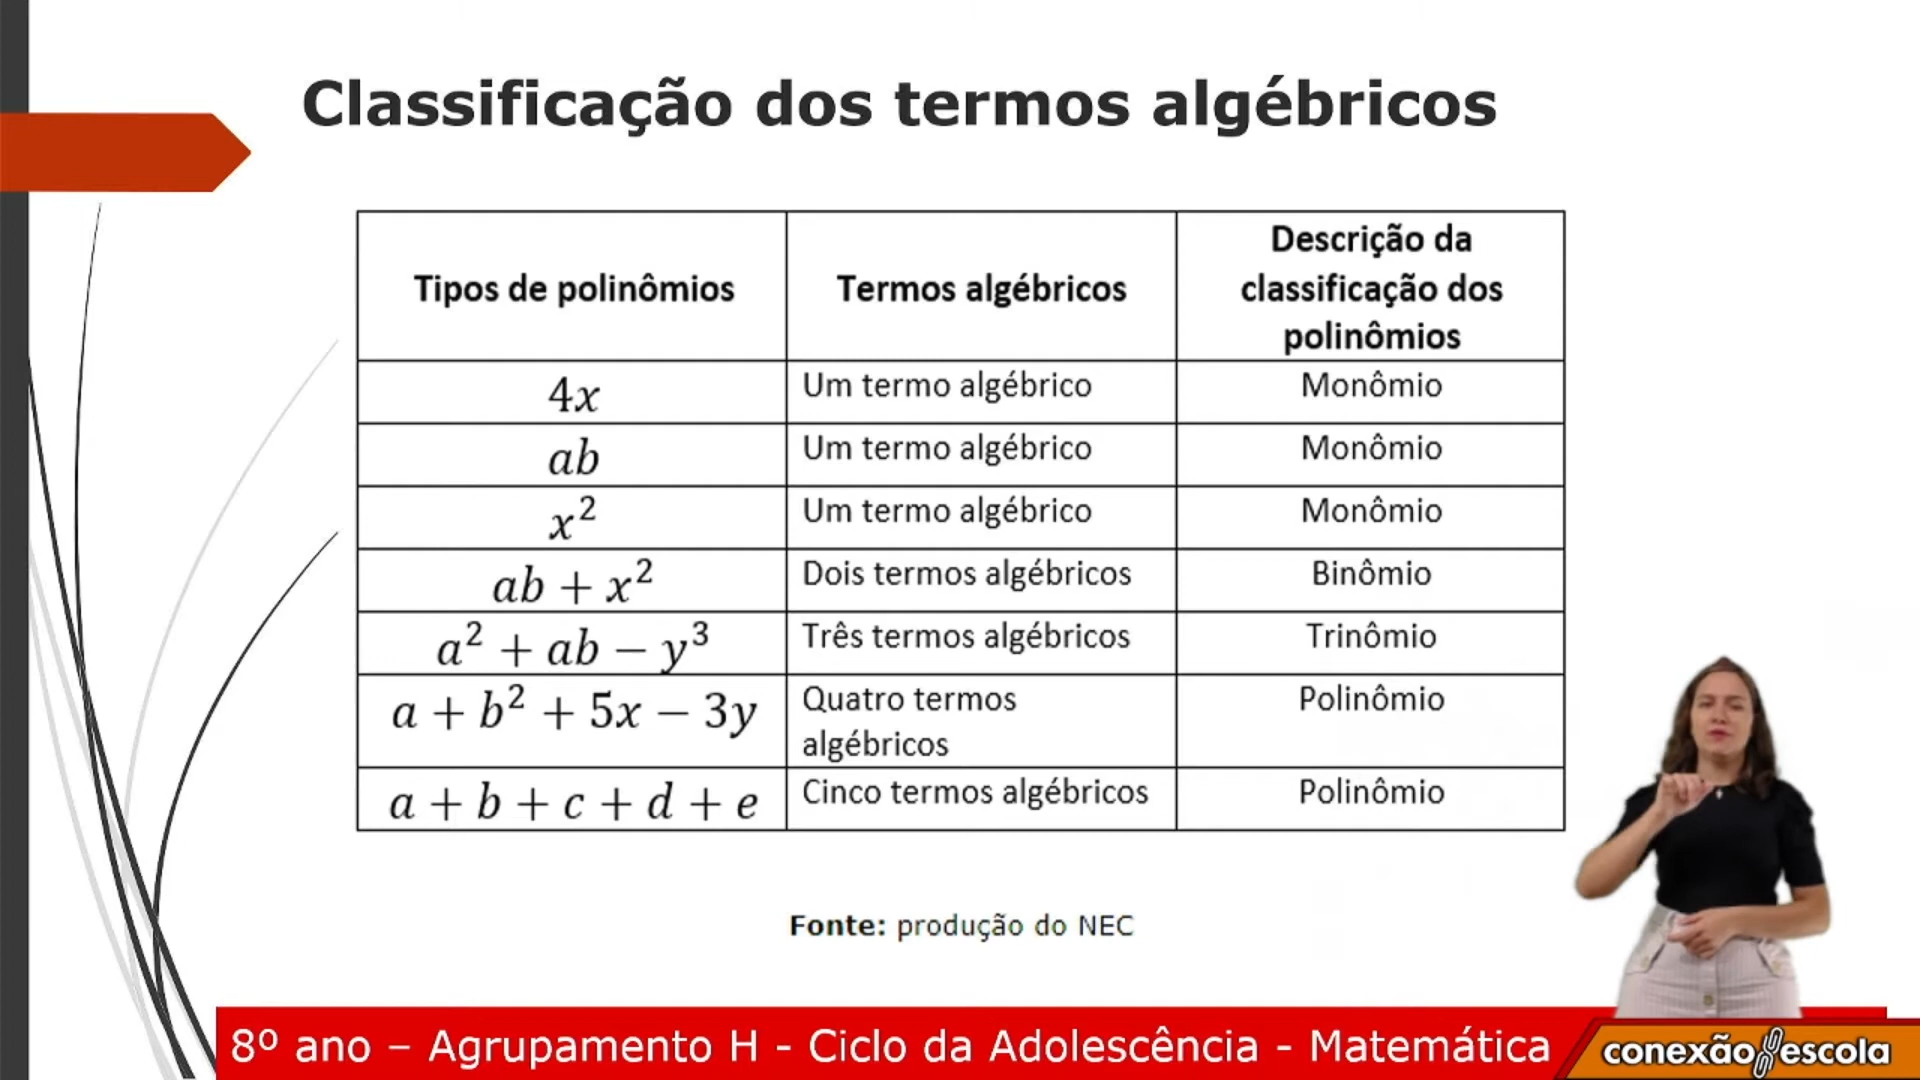 Classificação dos termos algébricos
Tipos de polinômios
Termos algébricos
Descrição da
classificação dos
polinômios
4x
Um termo algébrico
Monômio
ab
Um termo algébrico
Monômio
x²
Um termo algébrico
Monômio
ab + x²
Dois termos algébricos
Binômio
a² + ab − y³
Três termos algébricos
Trinômio
a + b² + 5x − 3y
Quatro termos
algébricos
Polinômio
a + b + c + d + e
Cinco termos algébricos
Polinômio
Fonte: produção do NEC
8º ano – Agrupamento H - Ciclo da Adolescência - Matemática
conexão escola